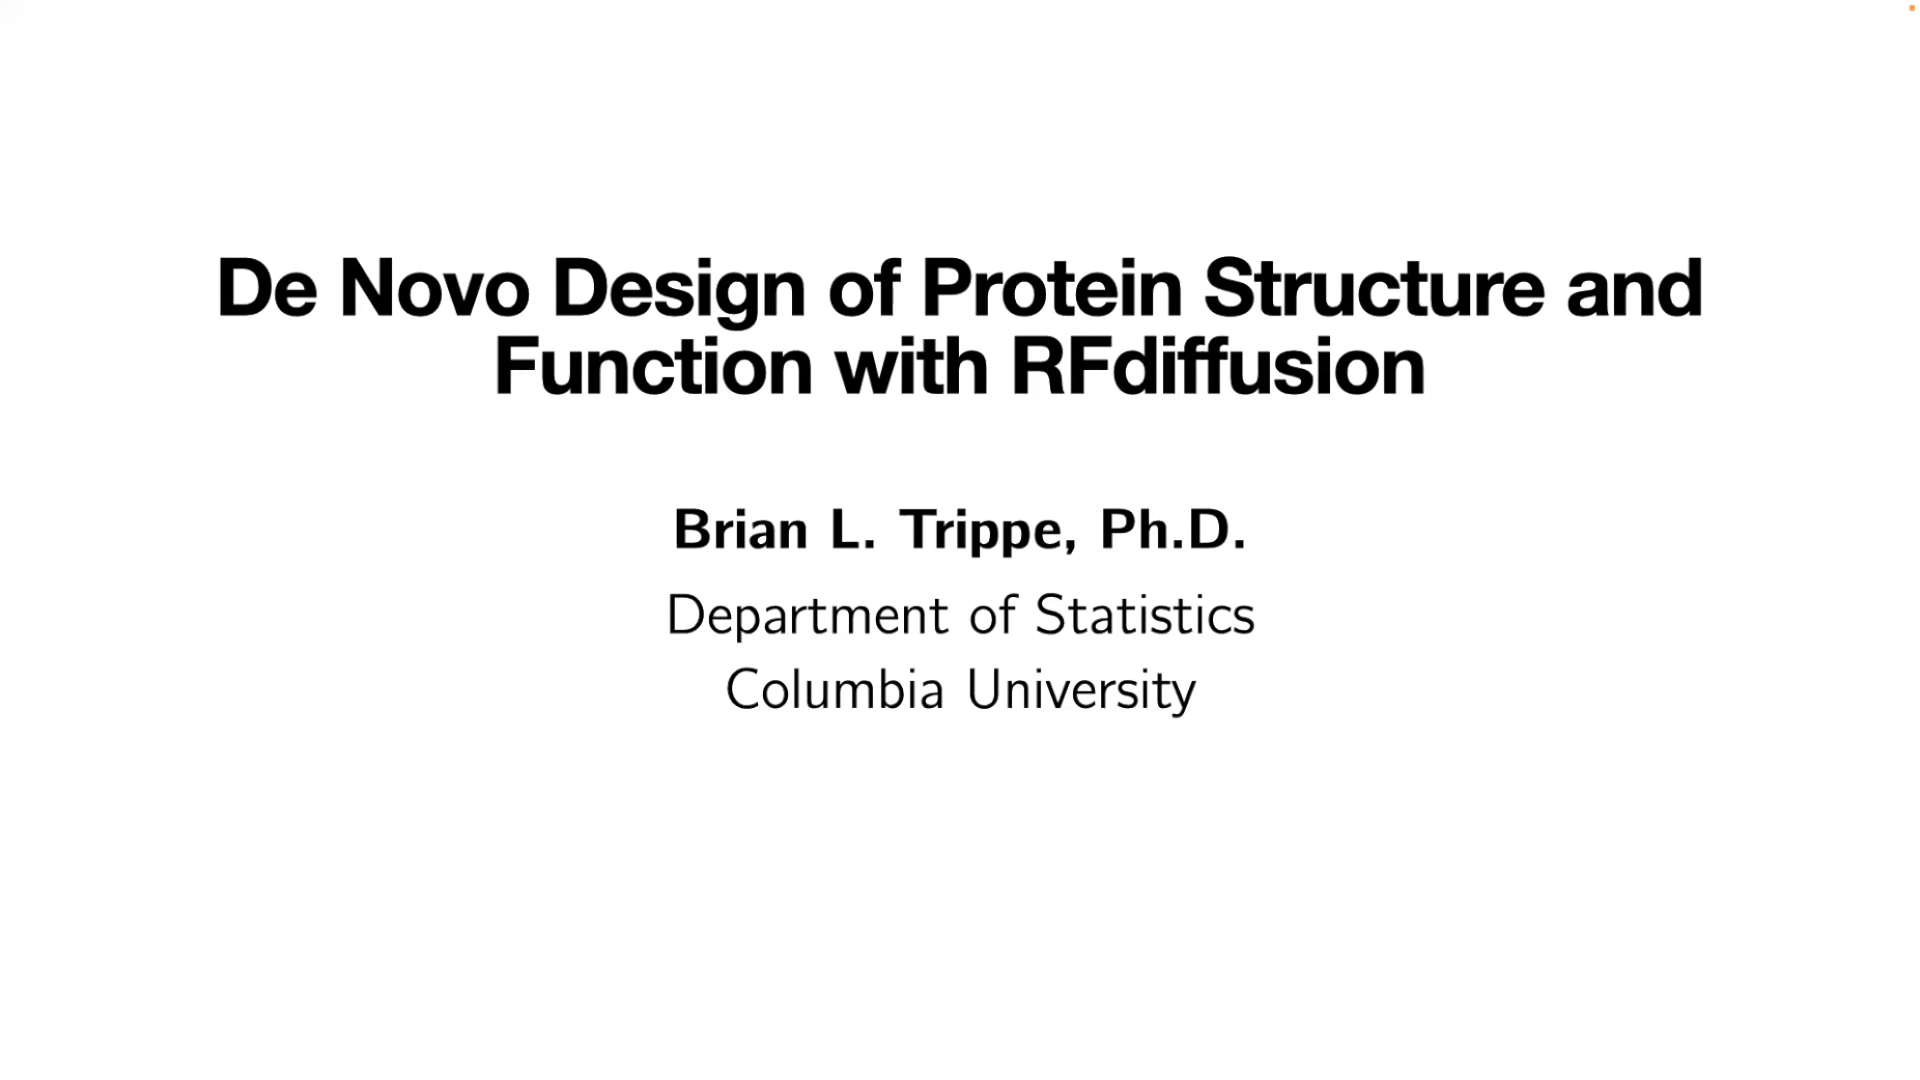 De Novo Design of Protein Structure and
Function with RFdiffusion
Brian L. Trippe, Ph.D.
Department of Statistics
Columbia University